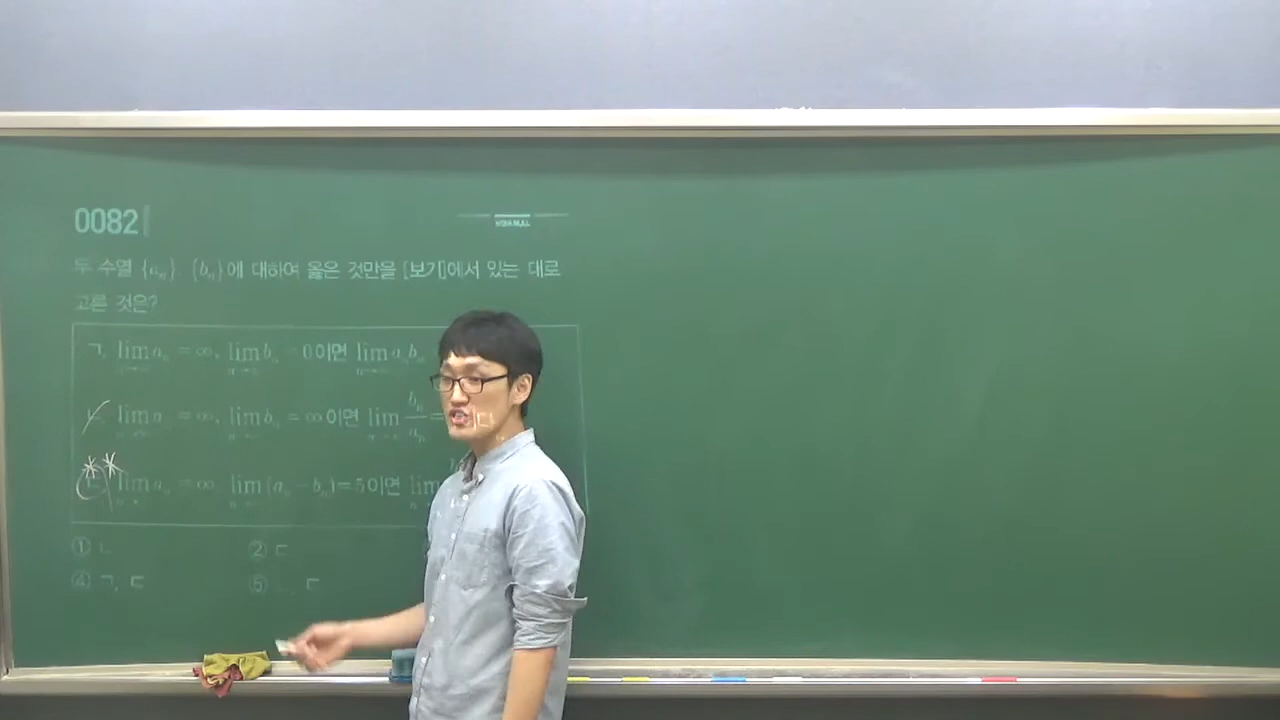 0082
두 수열 {aₙ} {bₙ}에 대하여 옳은 것만을 [보기]에서 있는 대로
고른 것은?
ㄱ. lim aₙ = ∞, lim bₙ = 0이면 lim aₙbₙ
lim aₙ = ∞, lim bₙ = ∞이면 lim bₙ/aₙ =
lim aₙ = ∞, lim (aₙ − bₙ) = 5이면 lim
① ㄴ ② ㄷ
④ ㄱ, ㄷ ⑤ ㄷ